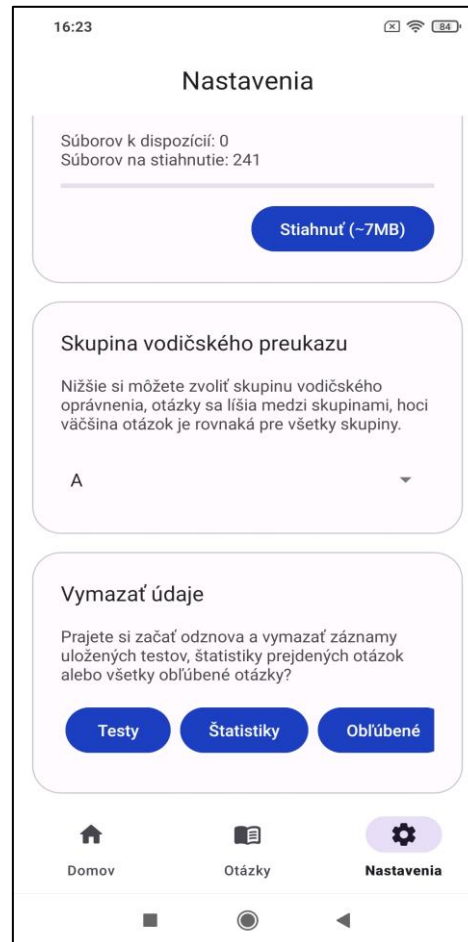 16:23
84
Nastavenia
Súborov k dispozícií: 0
Súborov na stiahnutie: 241
Stiahnuť (~7MB)
Skupina vodičského preukazu
Nižšie si môžete zvoliť skupinu vodičského
oprávnenia, otázky sa líšia medzi skupinami, hoci
väčšina otázok je rovnaká pre všetky skupiny.
A
Vymazať údaje
Prajete si začať odznova a vymazať záznamy
uložených testov, štatistiky prejdených otázok
alebo všetky obľúbené otázky?
Testy Štatistiky Obľúbené
Domov Otázky Nastavenia